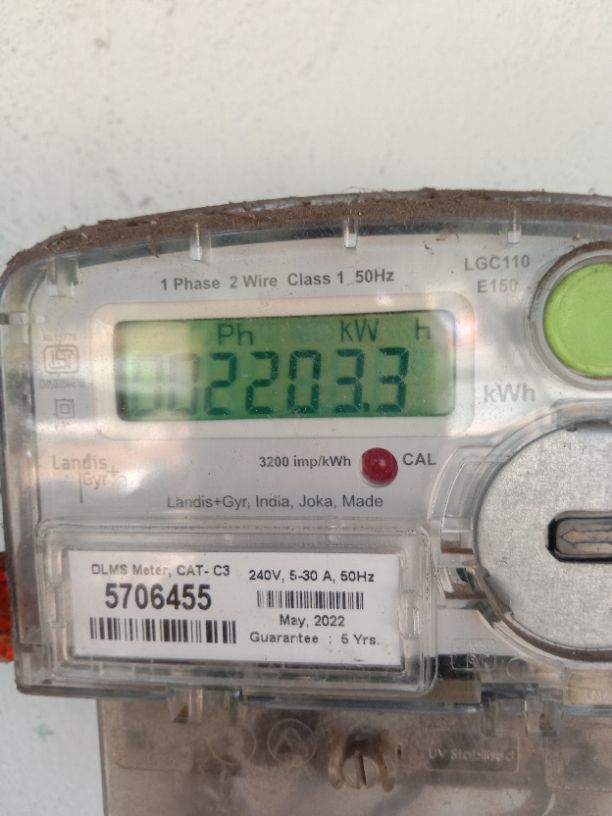 1 Phase 2 Wire Class 1 50Hz
LGC110
E150
Ph kW h
002203.3
kWh
3200 imp/kWh CAL
Landis
Gyr+
Landis+Gyr, India, Joka, Made
DLMS Meter, CAT- C3
5706455
240V, 5-30 A, 50Hz
May, 2022
Guarantee : 5 Yrs.
UV Stabilised